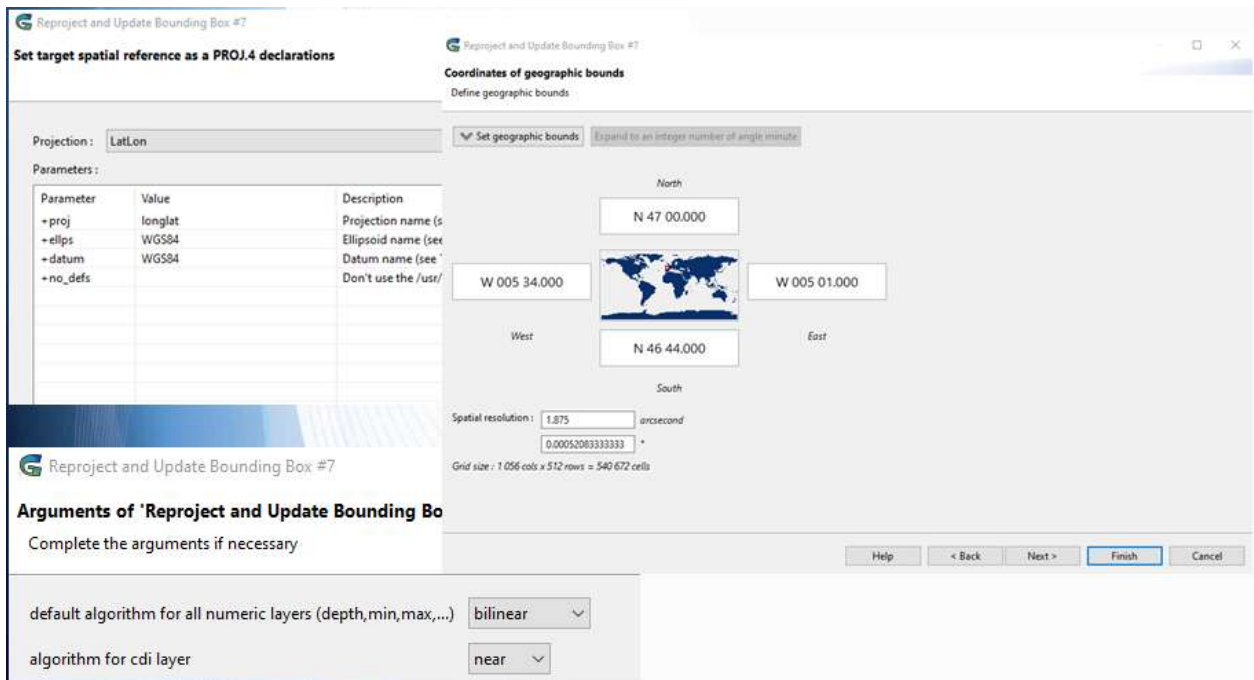 Reproject and Update Bounding Box #7
Set target spatial reference as a PROJ.4 declarations
Projection : LatLon
Parameters :
Parameter Value Description
+proj longlat Projection name (s
+ellps WGS84 Ellipsoid name (see
+datum WGS84 Datum name (see
+no_defs Don't use the /usr/
Reproject and Update Bounding Box #7
Coordinates of geographic bounds
Define geographic bounds
Set geographic bounds Expand to an integer number of angle minute
North
N 47 00.000
W 005 34.000 W 005 01.000
West East
N 46 44.000
South
Spatial resolution : 1.875 arcsecond
0.00052083333333 °
Grid size : 1 056 cols x 512 rows = 540 672 cells
Help < Back Next > Finish Cancel
Reproject and Update Bounding Box #7
Arguments of 'Reproject and Update Bounding Bo
Complete the arguments if necessary
default algorithm for all numeric layers (depth,min,max,...) bilinear
algorithm for cdi layer near